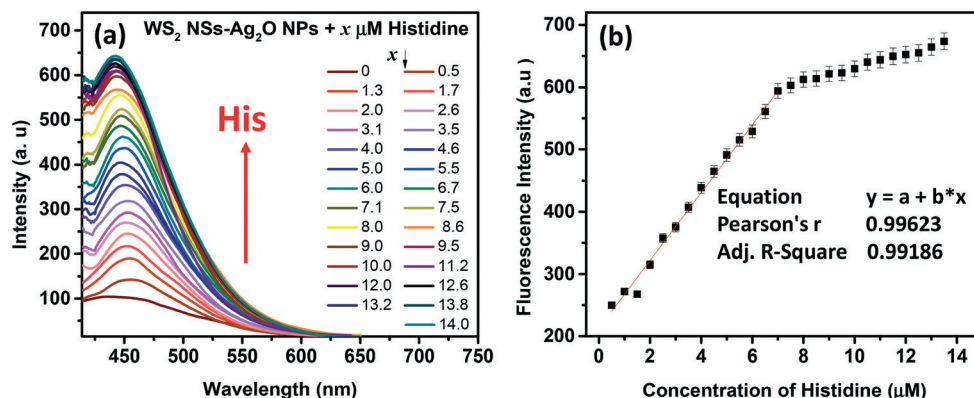 (a) WS₂ NSs-Ag₂O NPs + x μM Histidine
x
0 0.5
1.3 1.7
2.0 2.6
3.1 3.5
4.0 4.6
5.0 5.5
6.0 6.7
7.1 7.5
8.0 8.6
9.0 9.5
10.0 11.2
12.0 12.6
13.2 13.8
14.0
His
Intensity (a. u)
700
600
500
400
300
200
100
450 500 550 600 650 700 750
Wavelength (nm)
(b)
Fluorescence Intensity (a.u)
700
600
500
400
300
200
Equation y = a + b*x
Pearson's r 0.99623
Adj. R-Square 0.99186
0 2 4 6 8 10 12 14
Concentration of Histidine (μM)